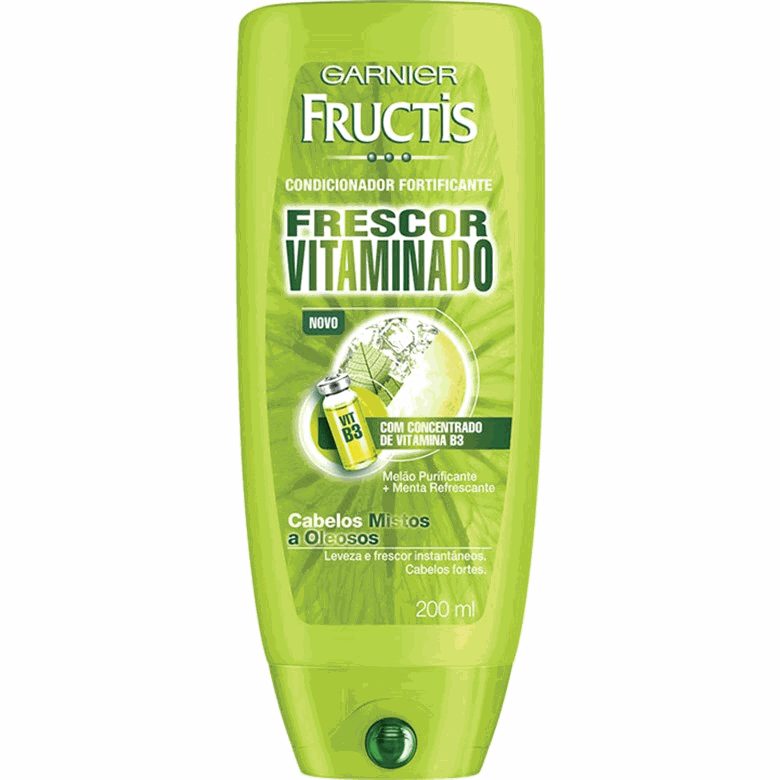 GARNIER
FRUCTIS
CONDICIONADOR FORTIFICANTE
FRESCOR
VITAMINADO
NOVO
VIT
B3
COM CONCENTRADO
DE VITAMINA B3
Melão Purificante
+ Menta Refrescante
Cabelos Mistos
a Oleosos
Leveza e frescor instantâneos.
Cabelos fortes.
200 ml